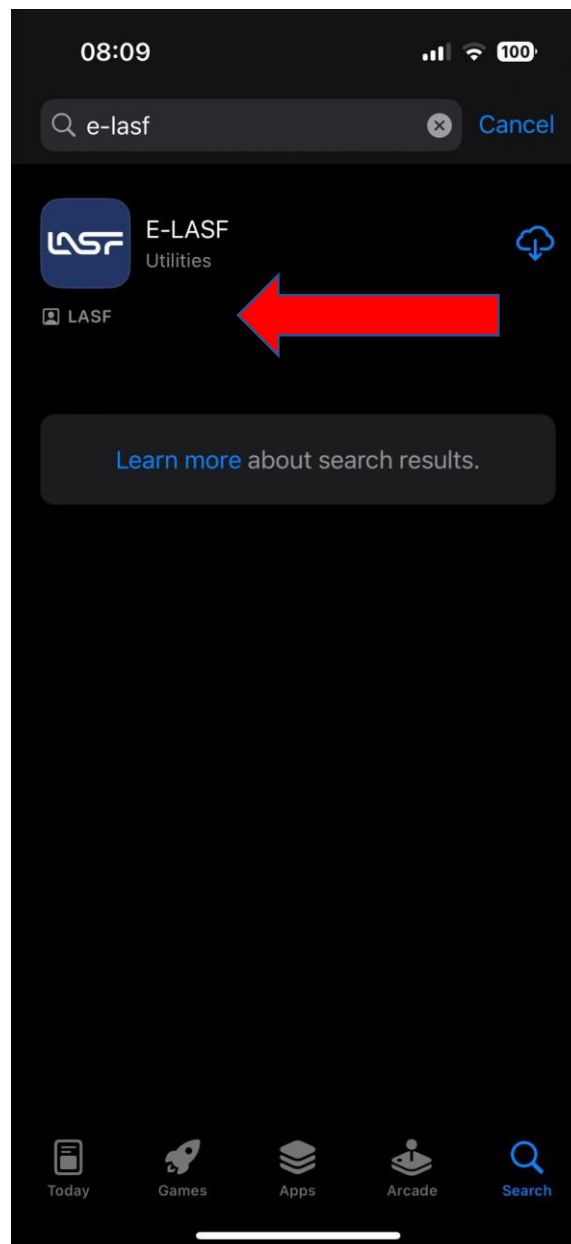 08:09 100
e-lasf Cancel
LASF E-LASF
Utilities
LASF
Learn more about search results.
Today Games Apps Arcade Search